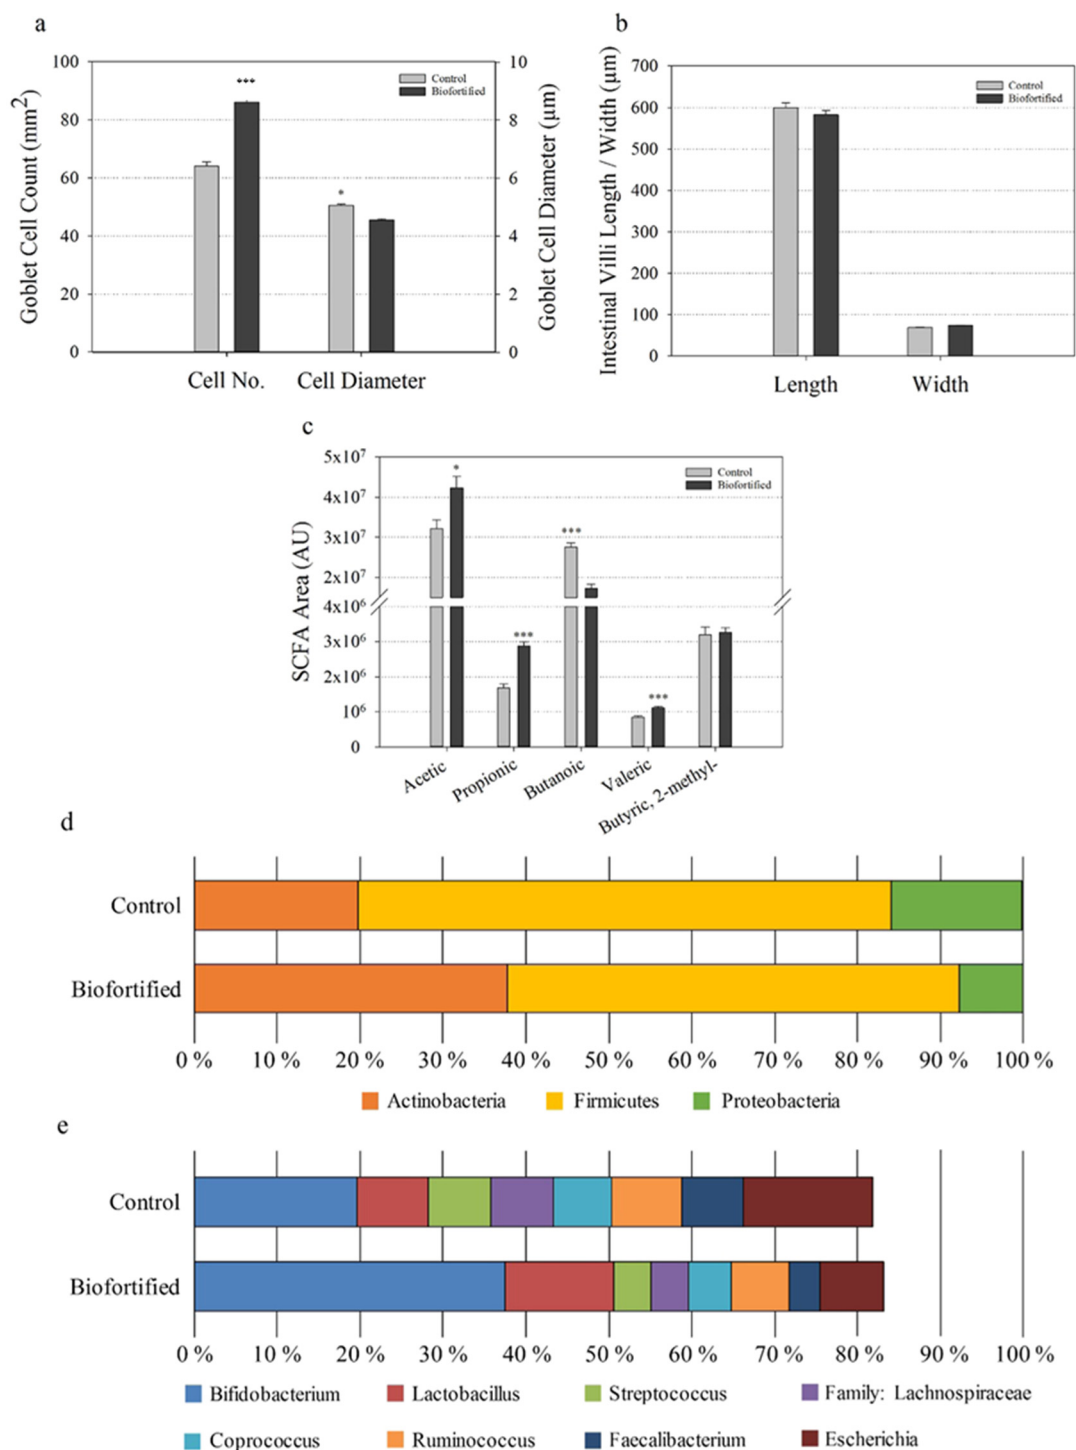 a
100
80
60
40
20
0
Goblet Cell Count (mm²)
***
*
Control
Biofortified
10
8
6
4
2
0
Goblet Cell Diameter (µm)
Cell No. Cell Diameter
b
700
600
500
400
300
200
100
0
Intestinal Villi Length / Width (µm)
Control
Biofortified
Length Width
c
5x10⁷
4x10⁷
3x10⁷
2x10⁷
4x10⁶
3x10⁶
2x10⁶
10⁶
0
SCFA Area (AU)
*
***
***
***
Control
Biofortified
Acetic
Propionic
Butanoic
Valeric
Butyric, 2-methyl-
d
Control
Biofortified
0 % 10 % 20 % 30 % 40 % 50 % 60 % 70 % 80 % 90 % 100 %
Actinobacteria Firmicutes Proteobacteria
e
Control
Biofortified
0 % 10 % 20 % 30 % 40 % 50 % 60 % 70 % 80 % 90 % 100 %
Bifidobacterium Lactobacillus Streptococcus Family: Lachnospiraceae
Coprococcus Ruminococcus Faecalibacterium Escherichia